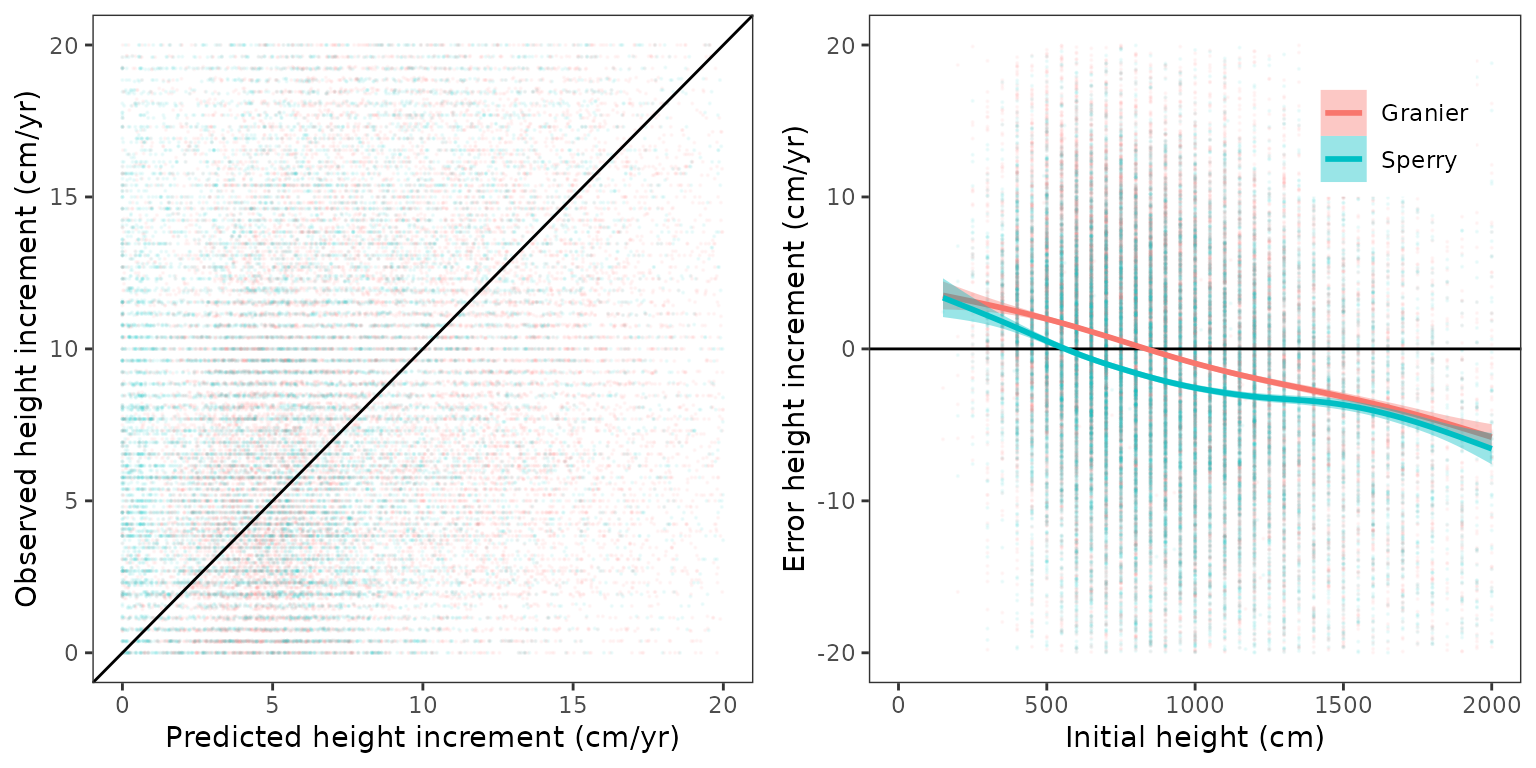 Observed height increment (cm/yr)
20
15
10
5
0
0 5 10 15 20
Predicted height increment (cm/yr)
Error height increment (cm/yr)
20
10
0
-10
-20
0 500 1000 1500 2000
Initial height (cm)
Granier
Sperry